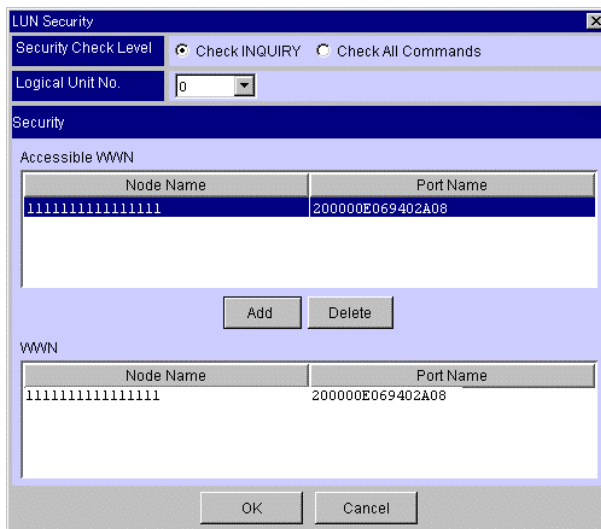 LUN Security
Security Check Level Check INQUIRY Check All Commands
Logical Unit No. 0
Security
Accessible WWN
Node Name Port Name
1111111111111111 200000E069402A08
Add Delete
WWN
Node Name Port Name
1111111111111111 200000E069402A08
OK Cancel